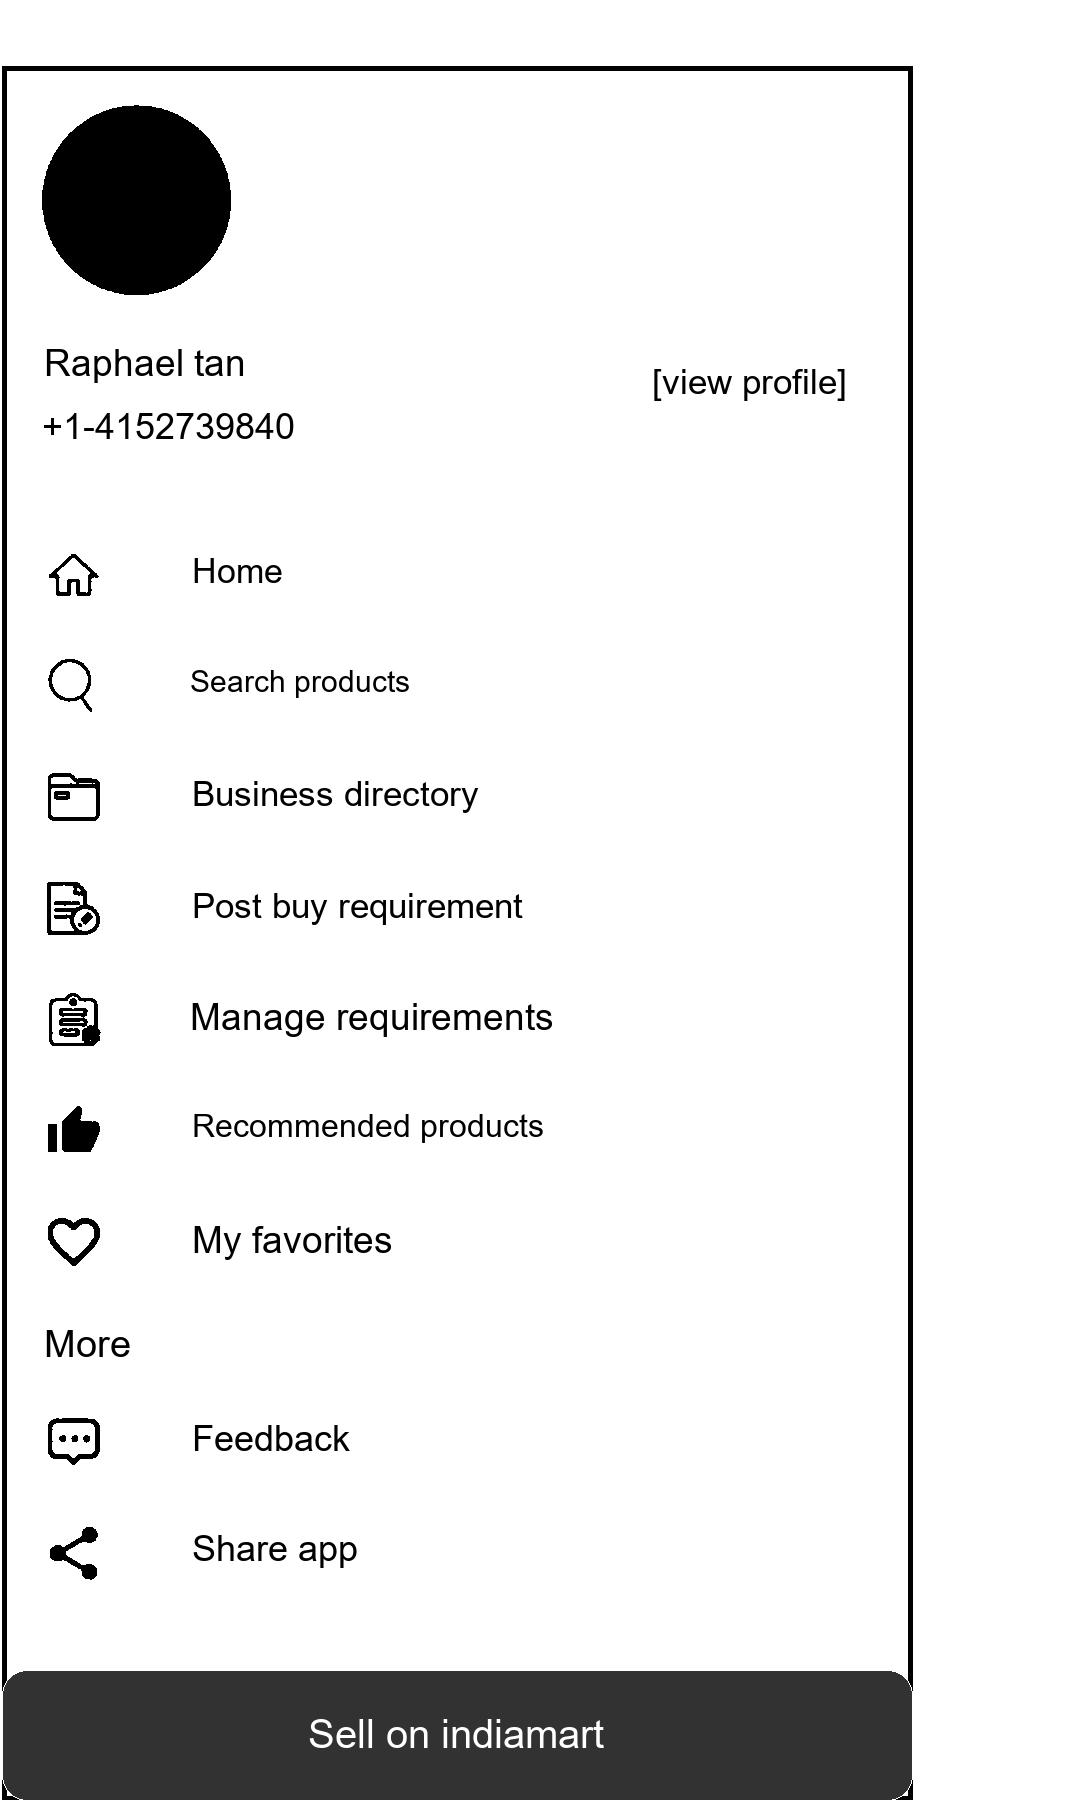 Raphael tan
[view profile]
+1-4152739840
Home
Search products
Business directory
Post buy requirement
Manage requirements
Recommended products
My favorites
More
Feedback
Share app
Sell on indiamart